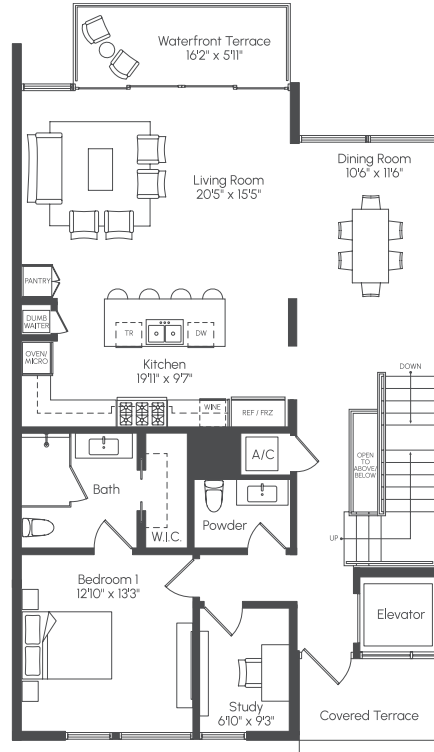 Waterfront Terrace
16'2" x 5'11"
Dining Room
10'6" x 11'6"
Living Room
20'5" x 15'5"
PANTRY
DUMB
WAITER
TR
DW
OVEN/
MICRO
Kitchen
19'11" x 9'7"
DOWN
WINE
REF / FRZ
A/C
OPEN
TO
ABOVE/
BELOW
Bath
W.I.C.
Powder
UP
Bedroom 1
12'10" x 13'3"
Elevator
Study
6'10" x 9'3"
Covered Terrace